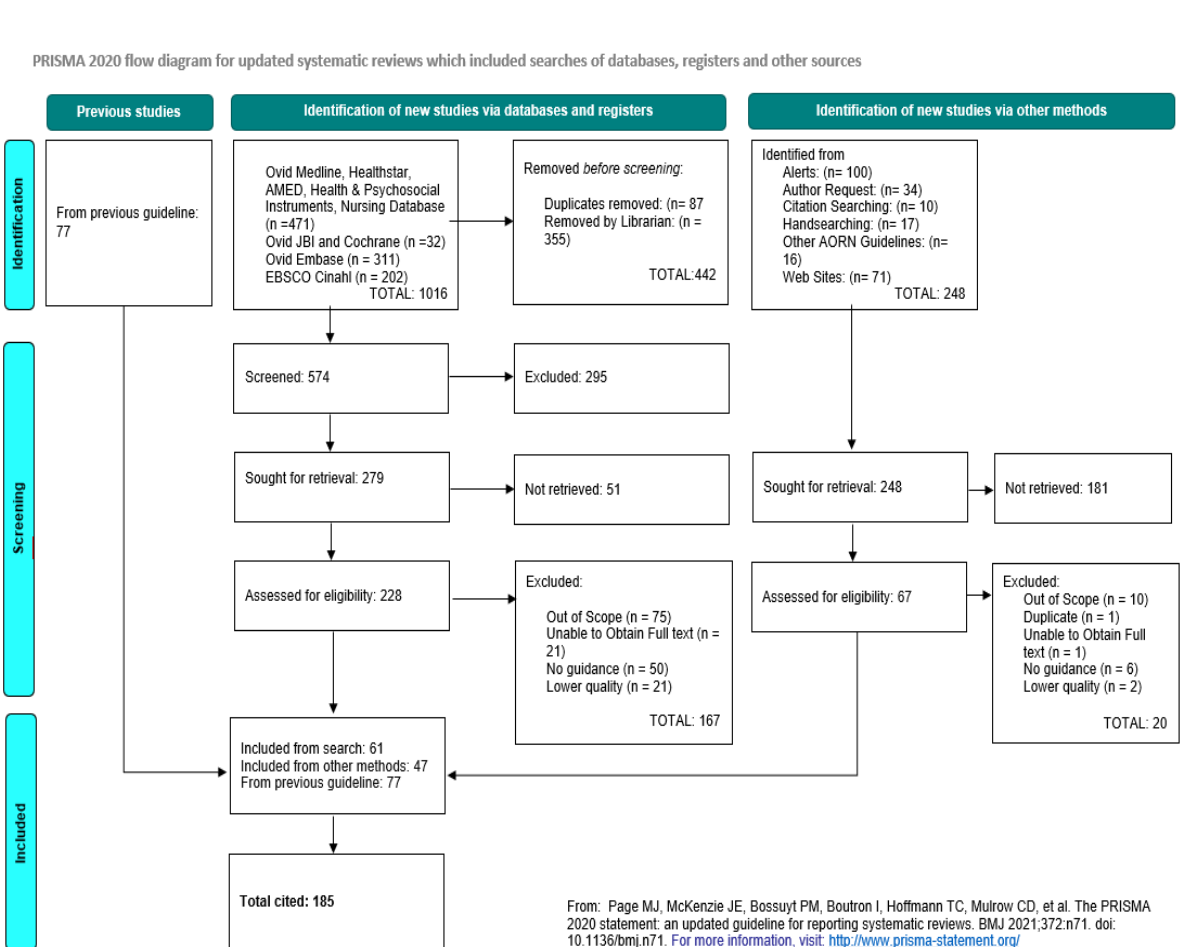 PRISMA 2020 flow diagram for updated systematic reviews which included searches of databases, registers and other sources
Previous studies
Identification of new studies via databases and registers
Identification of new studies via other methods
Identification
From previous guideline:
77
Ovid Medline, Healthstar,
AMED, Health & Psychosocial
Instruments, Nursing Database
(n =471)
Ovid JBI and Cochrane (n =32)
Ovid Embase (n = 311)
EBSCO Cinahl (n = 202)
TOTAL: 1016
Removed before screening:
Duplicates removed: (n= 87
Removed by Librarian: (n =
355)
TOTAL:442
Identified from
Alerts: (n= 100)
Author Request: (n= 34)
Citation Searching: (n= 10)
Handsearching: (n= 17)
Other AORN Guidelines: (n=
16)
Web Sites: (n= 71)
TOTAL: 248
Screening
Screened: 574
Excluded: 295
Sought for retrieval: 279
Not retrieved: 51
Sought for retrieval: 248
Not retrieved: 181
Assessed for eligibility: 228
Excluded:
Out of Scope (n = 75)
Unable to Obtain Full text (n =
21)
No guidance (n = 50)
Lower quality (n = 21)
TOTAL: 167
Assessed for eligibility: 67
Excluded:
Out of Scope (n = 10)
Duplicate (n = 1)
Unable to Obtain Full
text (n = 1)
No guidance (n = 6)
Lower quality (n = 2)
TOTAL: 20
Included
Included from search: 61
Included from other methods: 47
From previous guideline: 77
Total cited: 185
From: Page MJ, McKenzie JE, Bossuyt PM, Boutron I, Hoffmann TC, Mulrow CD, et al. The PRISMA
2020 statement: an updated guideline for reporting systematic reviews. BMJ 2021;372:n71. doi:
10.1136/bmj.n71. For more information, visit: http://www.prisma-statement.org/